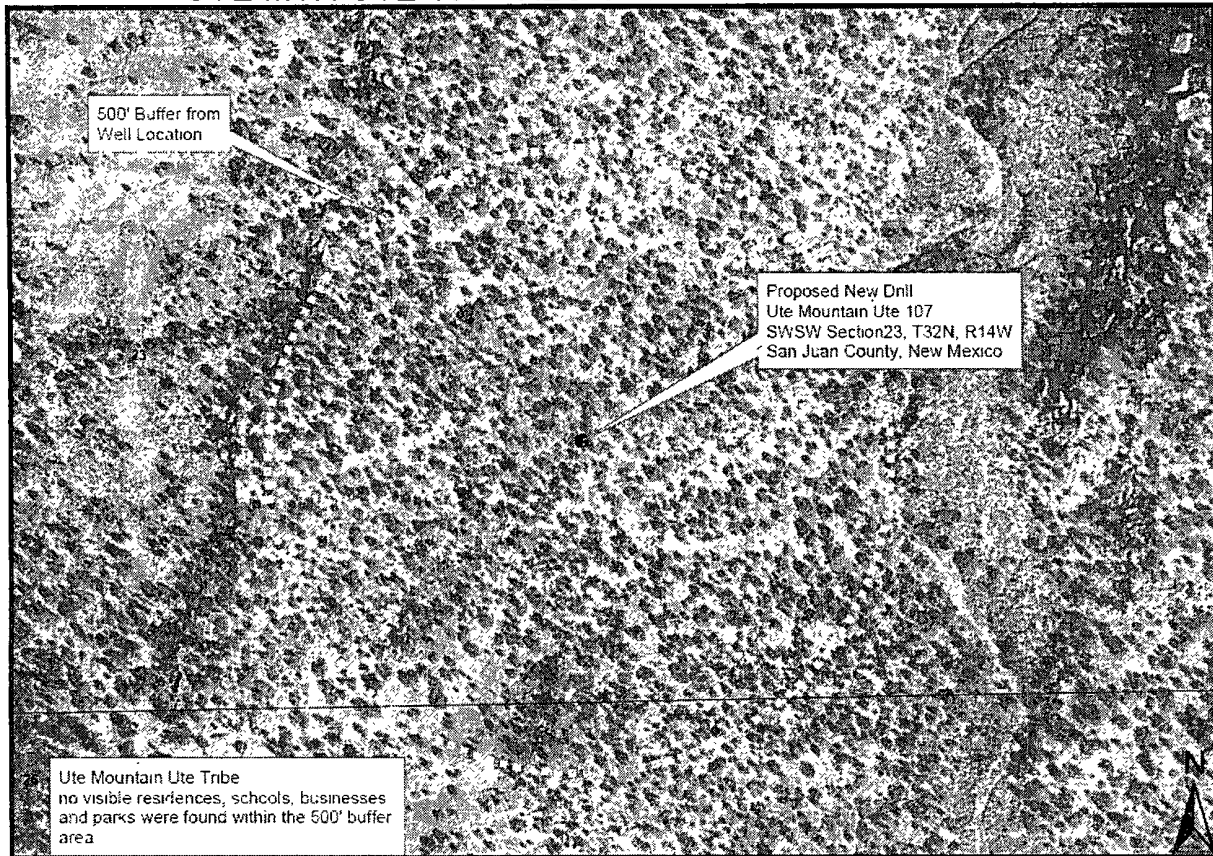 500' Buffer from
Well Location
Proposed New Drill
Ute Mountain Ute 107
SWSW Section23, T32N, R14W
San Juan County, New Mexico
23
N
26
Ute Mountain Ute Tribe
no visible residences, schools, businesses
and parks were found within the 500' buffer
area